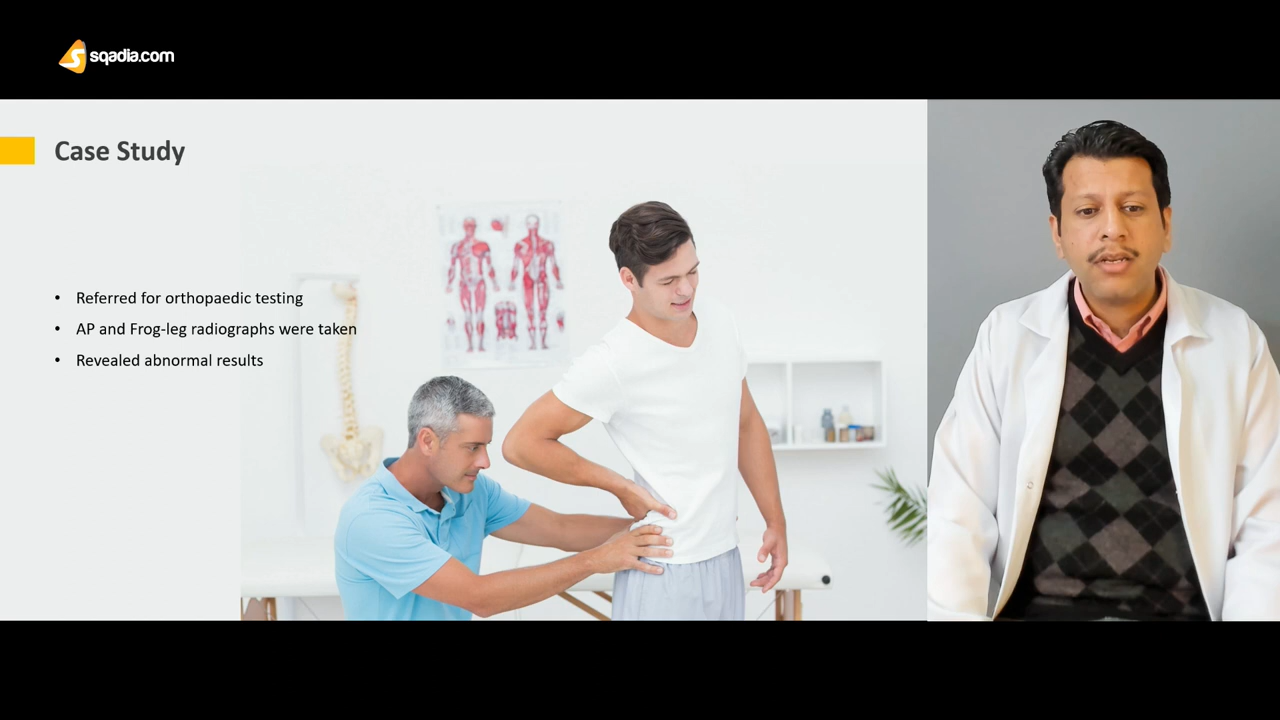 sqadia.com
Case Study
• Referred for orthopaedic testing
• AP and Frog-leg radiographs were taken
• Revealed abnormal results